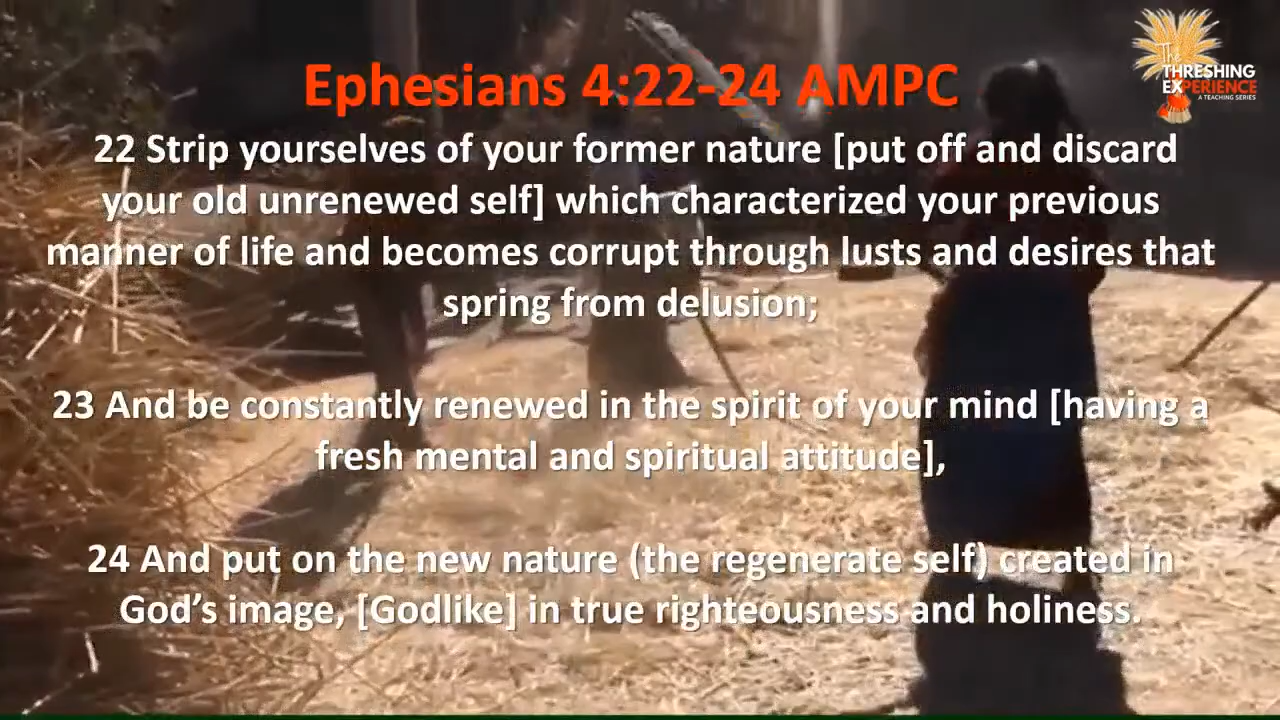 Ephesians 4:22-24 AMPC
The
THRESHING
EXPERIENCE
A TEACHING SERIES
22 Strip yourselves of your former nature [put off and discard
your old unrenewed self] which characterized your previous
manner of life and becomes corrupt through lusts and desires that
spring from delusion;
23 And be constantly renewed in the spirit of your mind [having a
fresh mental and spiritual attitude],
24 And put on the new nature (the regenerate self) created in
God’s image, [Godlike] in true righteousness and holiness.